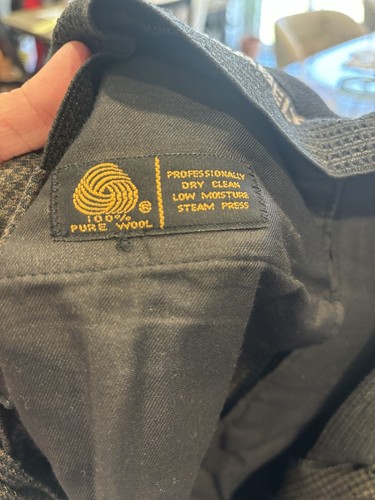 100%
PURE WOOL
®
PROFESSIONALLY
DRY CLEAN
LOW MOISTURE
STEAM PRESS